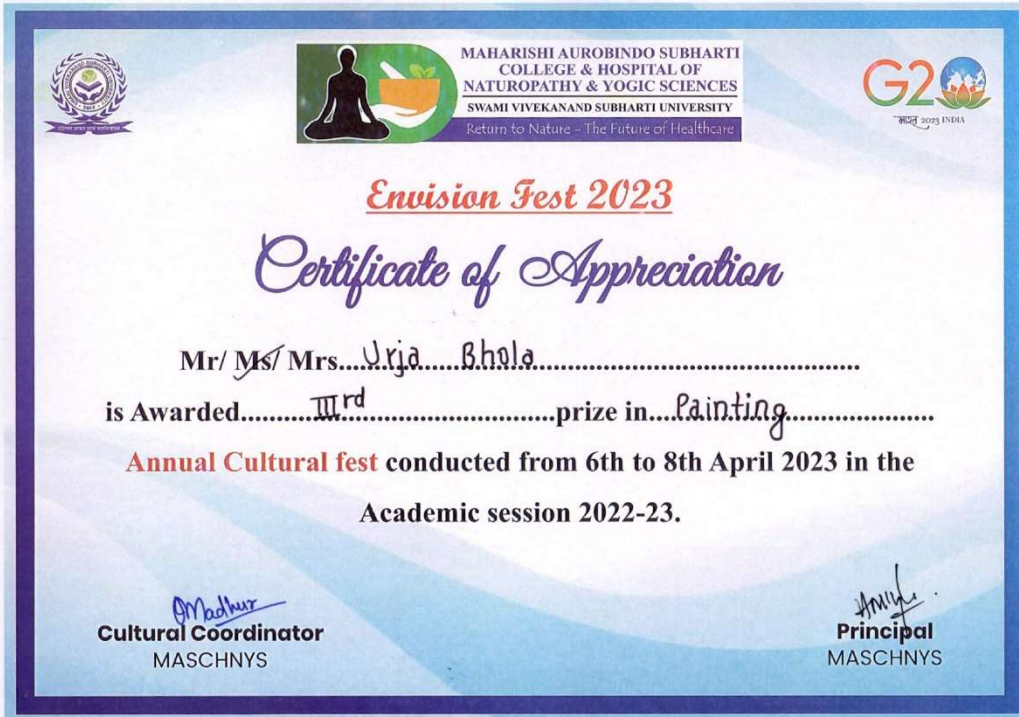 MAHARISHI AUROBINDO SUBHARTI
COLLEGE & HOSPITAL OF
NATUROPATHY & YOGIC SCIENCES
SWAMI VIVEKANAND SUBHARTI UNIVERSITY
Return to Nature - The Future of Healthcare
G20
भारत 2023 INDIA
Envision Fest 2023
Certificate of Appreciation
Mr/ Ms/ Mrs....Urja Bhola....
is Awarded....IIIrd....prize in....Painting....
Annual Cultural fest conducted from 6th to 8th April 2023 in the
Academic session 2022-23.
Madhur
Cultural Coordinator
MASCHNYS
Principal
MASCHNYS